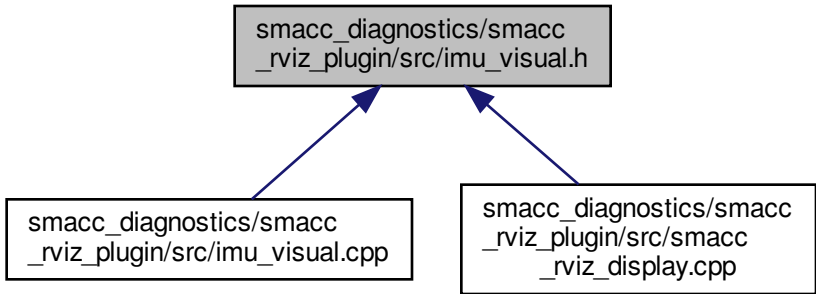 smacc_diagnostics/smacc
_rviz_plugin/src/imu_visual.h
smacc_diagnostics/smacc
_rviz_plugin/src/imu_visual.cpp
smacc_diagnostics/smacc
_rviz_plugin/src/smacc
_rviz_display.cpp